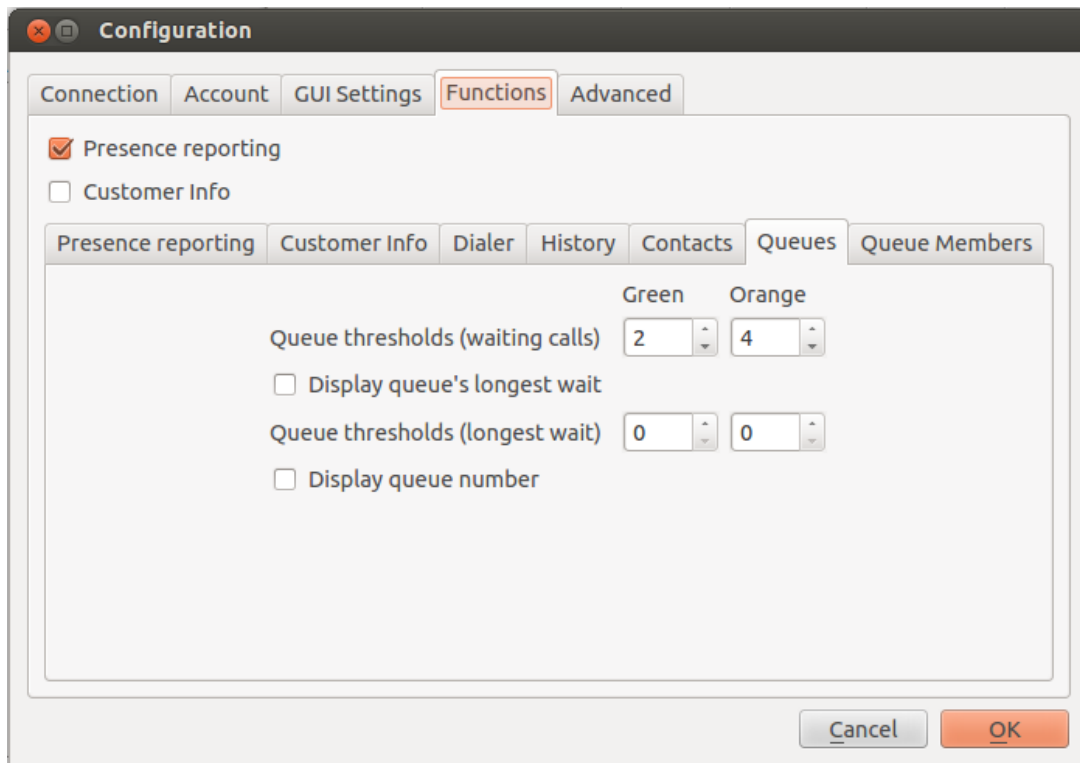 Configuration
Connection Account GUI Settings Functions Advanced
Presence reporting
Customer Info
Presence reporting Customer Info Dialer History Contacts Queues Queue Members
Green Orange
Queue thresholds (waiting calls) 2 4
Display queue's longest wait
Queue thresholds (longest wait) 0 0
Display queue number
Cancel OK